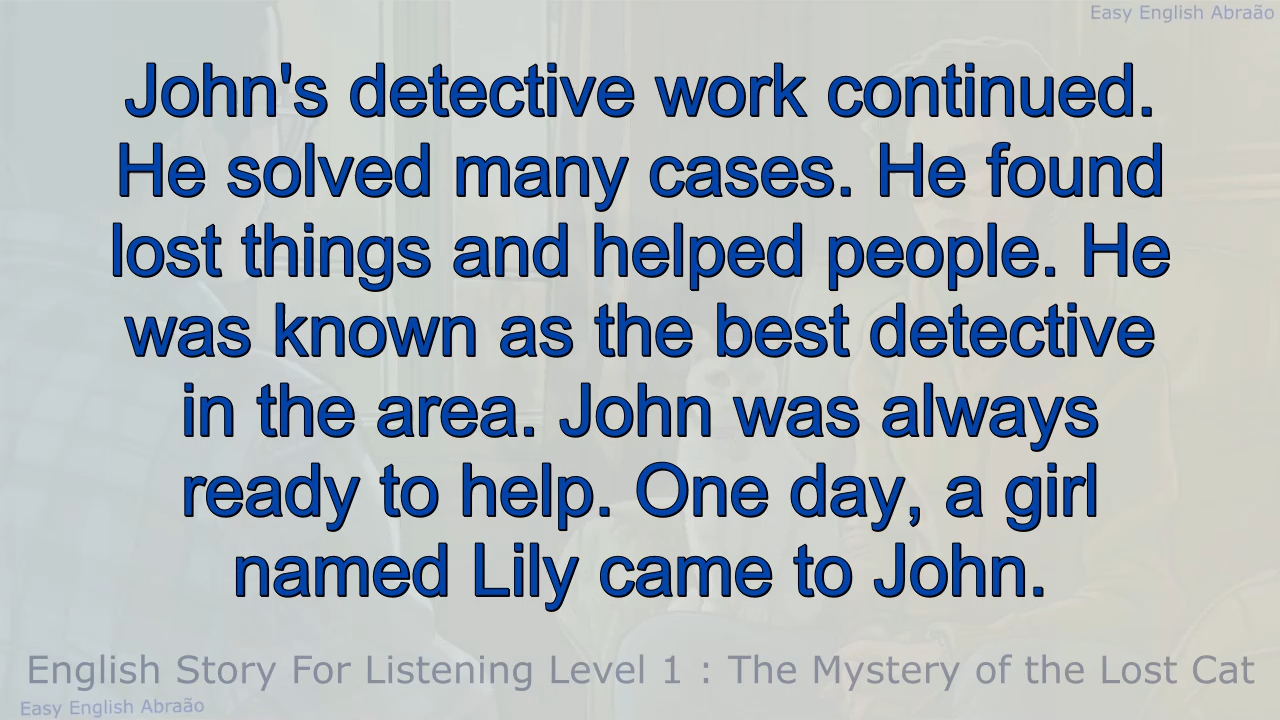 Easy English Abraão
John's detective work continued.
He solved many cases. He found
lost things and helped people. He
was known as the best detective
in the area. John was always
ready to help. One day, a girl
named Lily came to John.
English Story For Listening Level 1 : The Mystery of the Lost Cat
Easy English Abraão